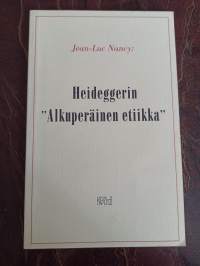 Jean-Luc Nancy:
Heideggerin
"Alkuperäinen etiikka"